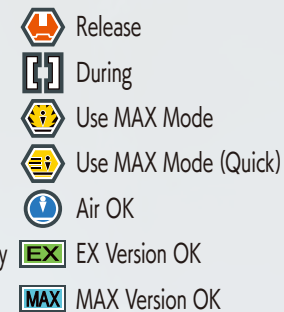 Release
During
Use MAX Mode
Use MAX Mode (Quick)
Air OK
y EX EX Version OK
MAX MAX Version OK